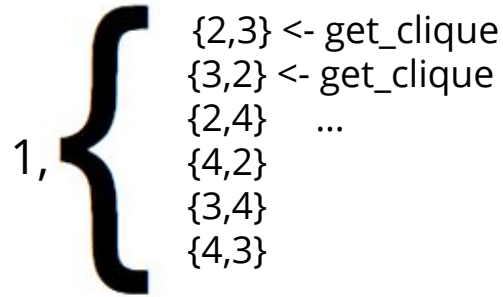 {2,3} <- get_clique
{3,2} <- get_clique
{2,4} ...
1, { {4,2}
{3,4}
{4,3}